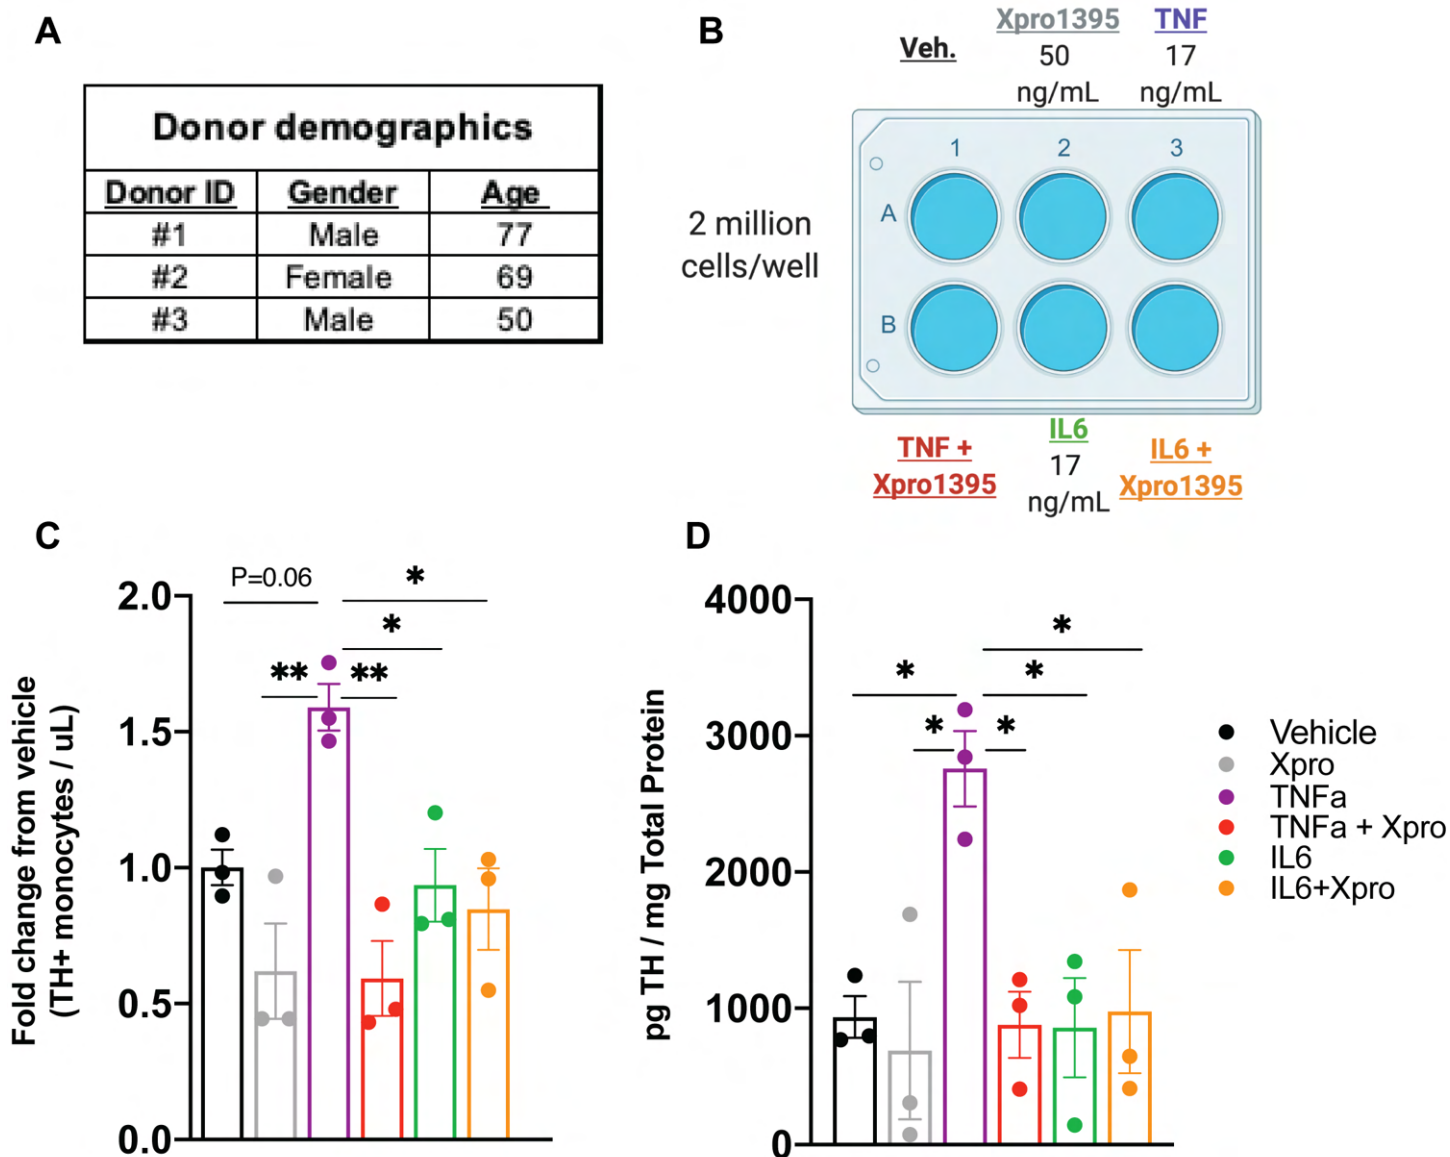 A
Donor demographics
Donor ID Gender Age
#1 Male 77
#2 Female 69
#3 Male 50
B
Veh.
Xpro1395
50
ng/mL
TNF
17
ng/mL
1 2 3
A
B
2 million
cells/well
TNF +
Xpro1395
IL6
17
ng/mL
IL6 +
Xpro1395
C
Fold change from vehicle
(TH+ monocytes / uL)
2.0
1.5
1.0
0.5
0.0
P=0.06
*
*
** **
D
pg TH / mg Total Protein
4000
3000
2000
1000
0
*
* *
* *
Vehicle
Xpro
TNFa
TNFa + Xpro
IL6
IL6+Xpro